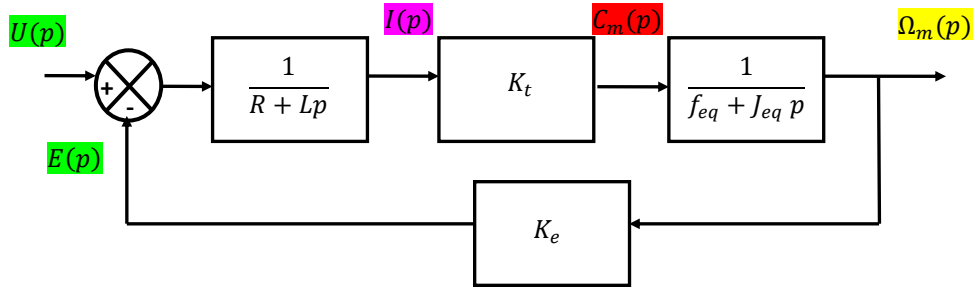 U(p)
I(p)
C_m(p)
Ω_m(p)
+
-
1
R + Lp
K_t
1
f_eq + J_eq p
E(p)
K_e